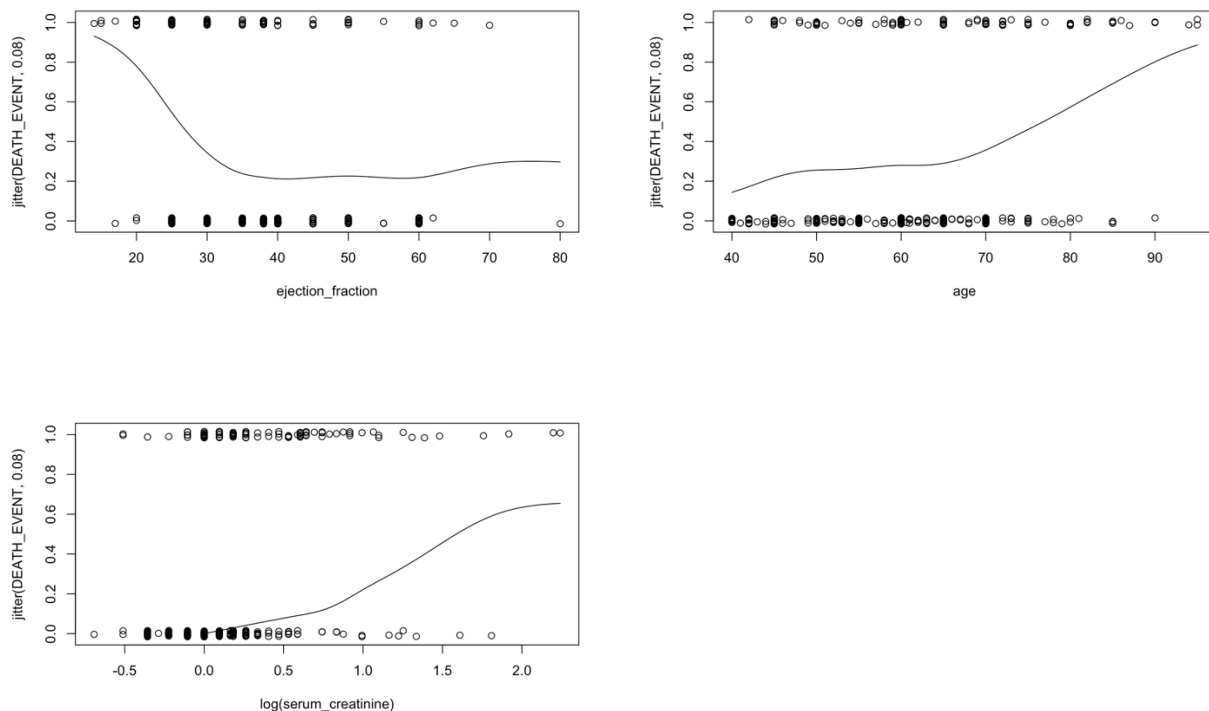 jitter(DEATH_EVENT, 0.08)
0.0 0.2 0.4 0.6 0.8 1.0
20 30 40 50 60 70 80
ejection_fraction
jitter(DEATH_EVENT, 0.08)
0.0 0.2 0.4 0.6 0.8 1.0
40 50 60 70 80 90
age
jitter(DEATH_EVENT, 0.08)
0.0 0.2 0.4 0.6 0.8 1.0
-0.5 0.0 0.5 1.0 1.5 2.0
log(serum_creatinine)